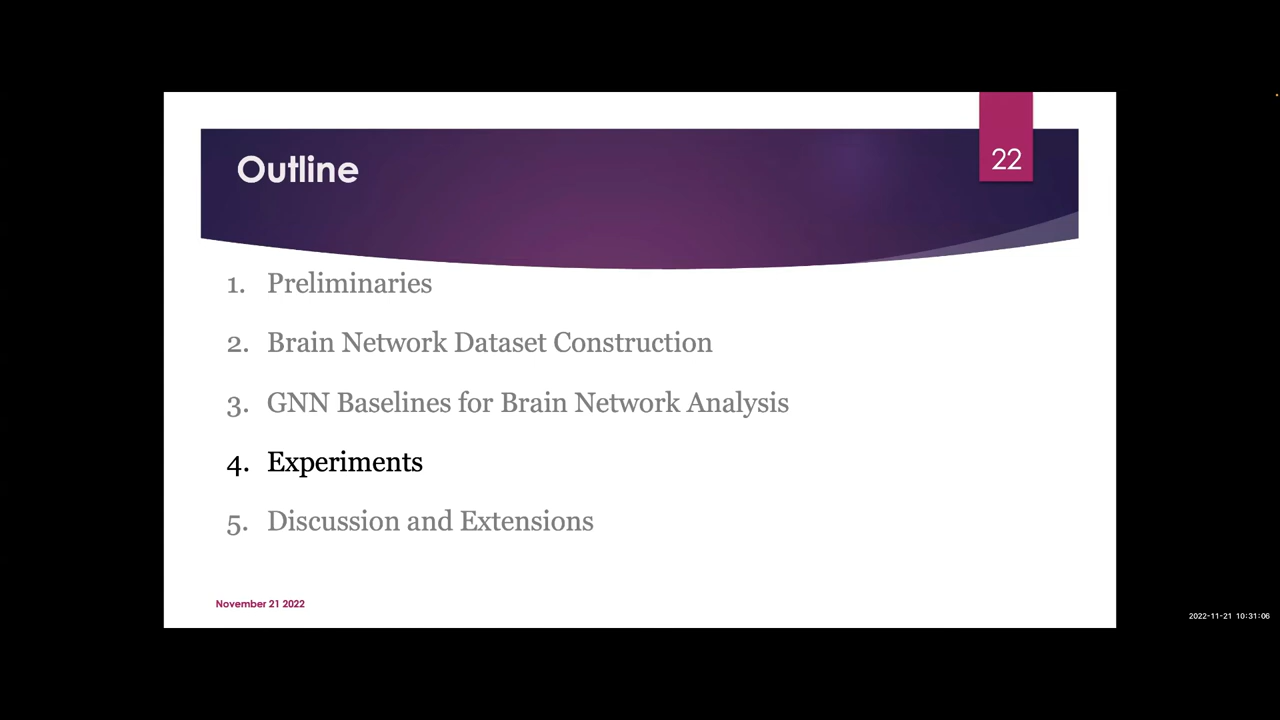 22
Outline
1. Preliminaries
2. Brain Network Dataset Construction
3. GNN Baselines for Brain Network Analysis
4. Experiments
5. Discussion and Extensions
November 21 2022
2022-11-21 10:31:06